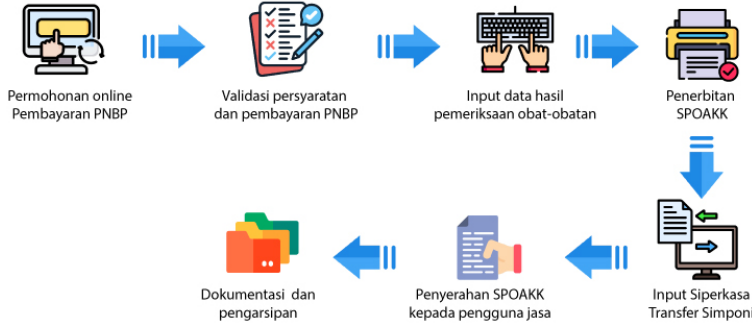 Permohonan online
Pembayaran PNBP
Validasi persyaratan
dan pembayaran PNBP
Input data hasil
pemeriksaan obat-obatan
Penerbitan
SPOAKK
Input Siperkasa
Transfer Simponi
Penyerahan SPOAKK
kepada pengguna jasa
Dokumentasi dan
pengarsipan